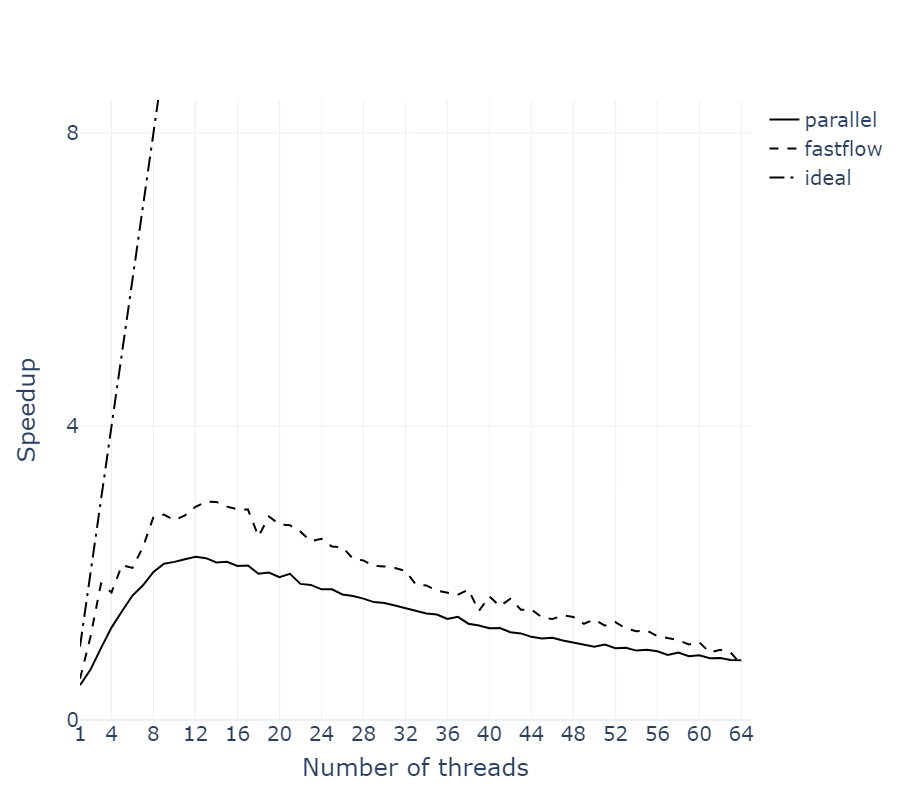 parallel
fastflow
ideal
8
4
0
Speedup
1 4 8 12 16 20 24 28 32 36 40 44 48 52 56 60 64
Number of threads